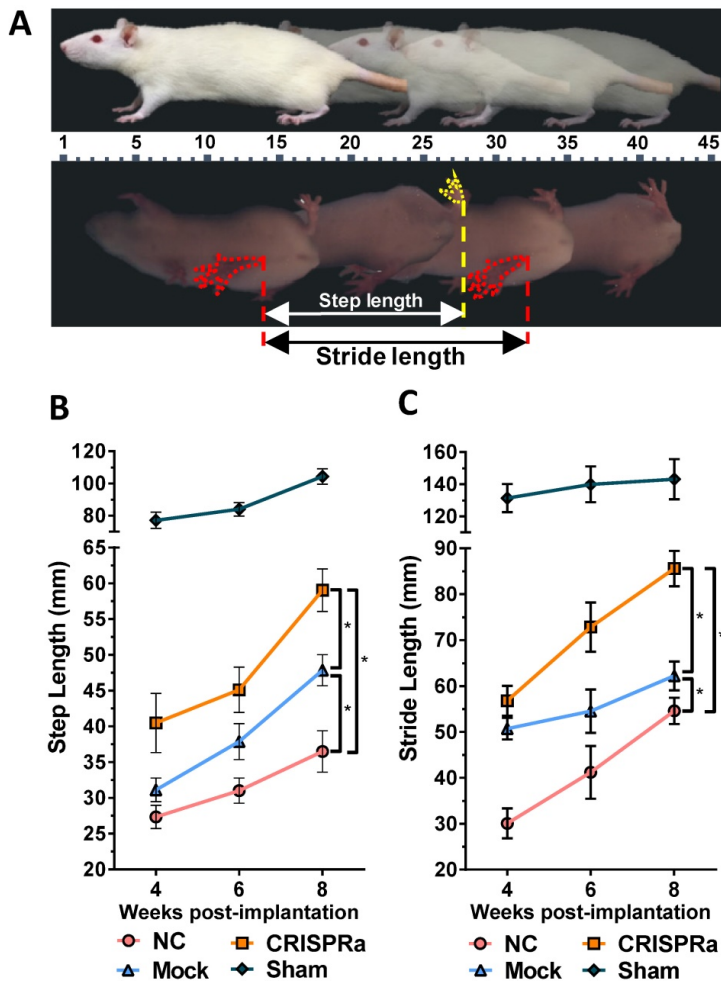 A
1 5 10 15 20 25 30 35 40 45
Step length
Stride length
B
Step Length (mm)
120
100
80
65
60
55
50
45
40
35
30
25
20
*
*
*
4 6 8
Weeks post-implantation
NC CRISPRa
Mock Sham
C
Stride Length (mm)
160
140
120
90
80
70
60
50
40
30
20
*
*
*
4 6 8
Weeks post-implantation
NC CRISPRa
Mock Sham